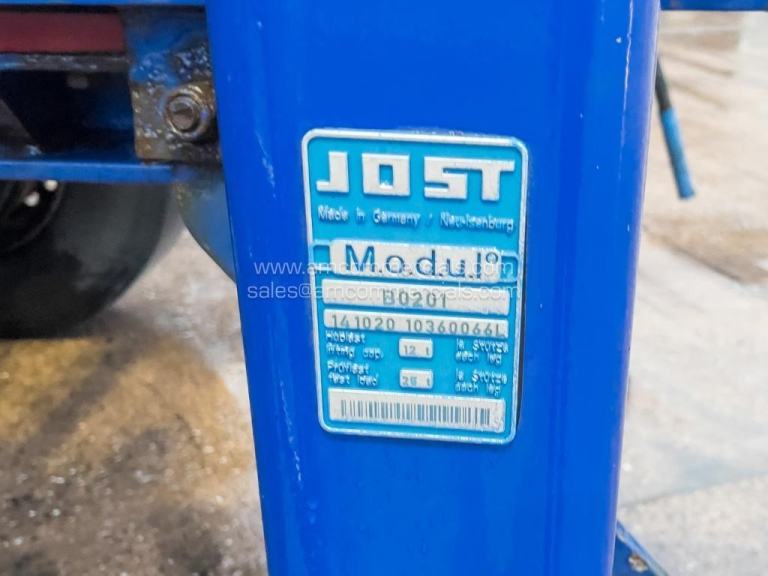 JOST
Made in Germany / Neu-Isenburg
Modul
www.amcommercials.com
sales@amcommercials.com
B0201
141020 10360066L
Hublast je Stütze
lifting cap. 12 t each leg
Prüflast je Stütze
test load 25 t each leg